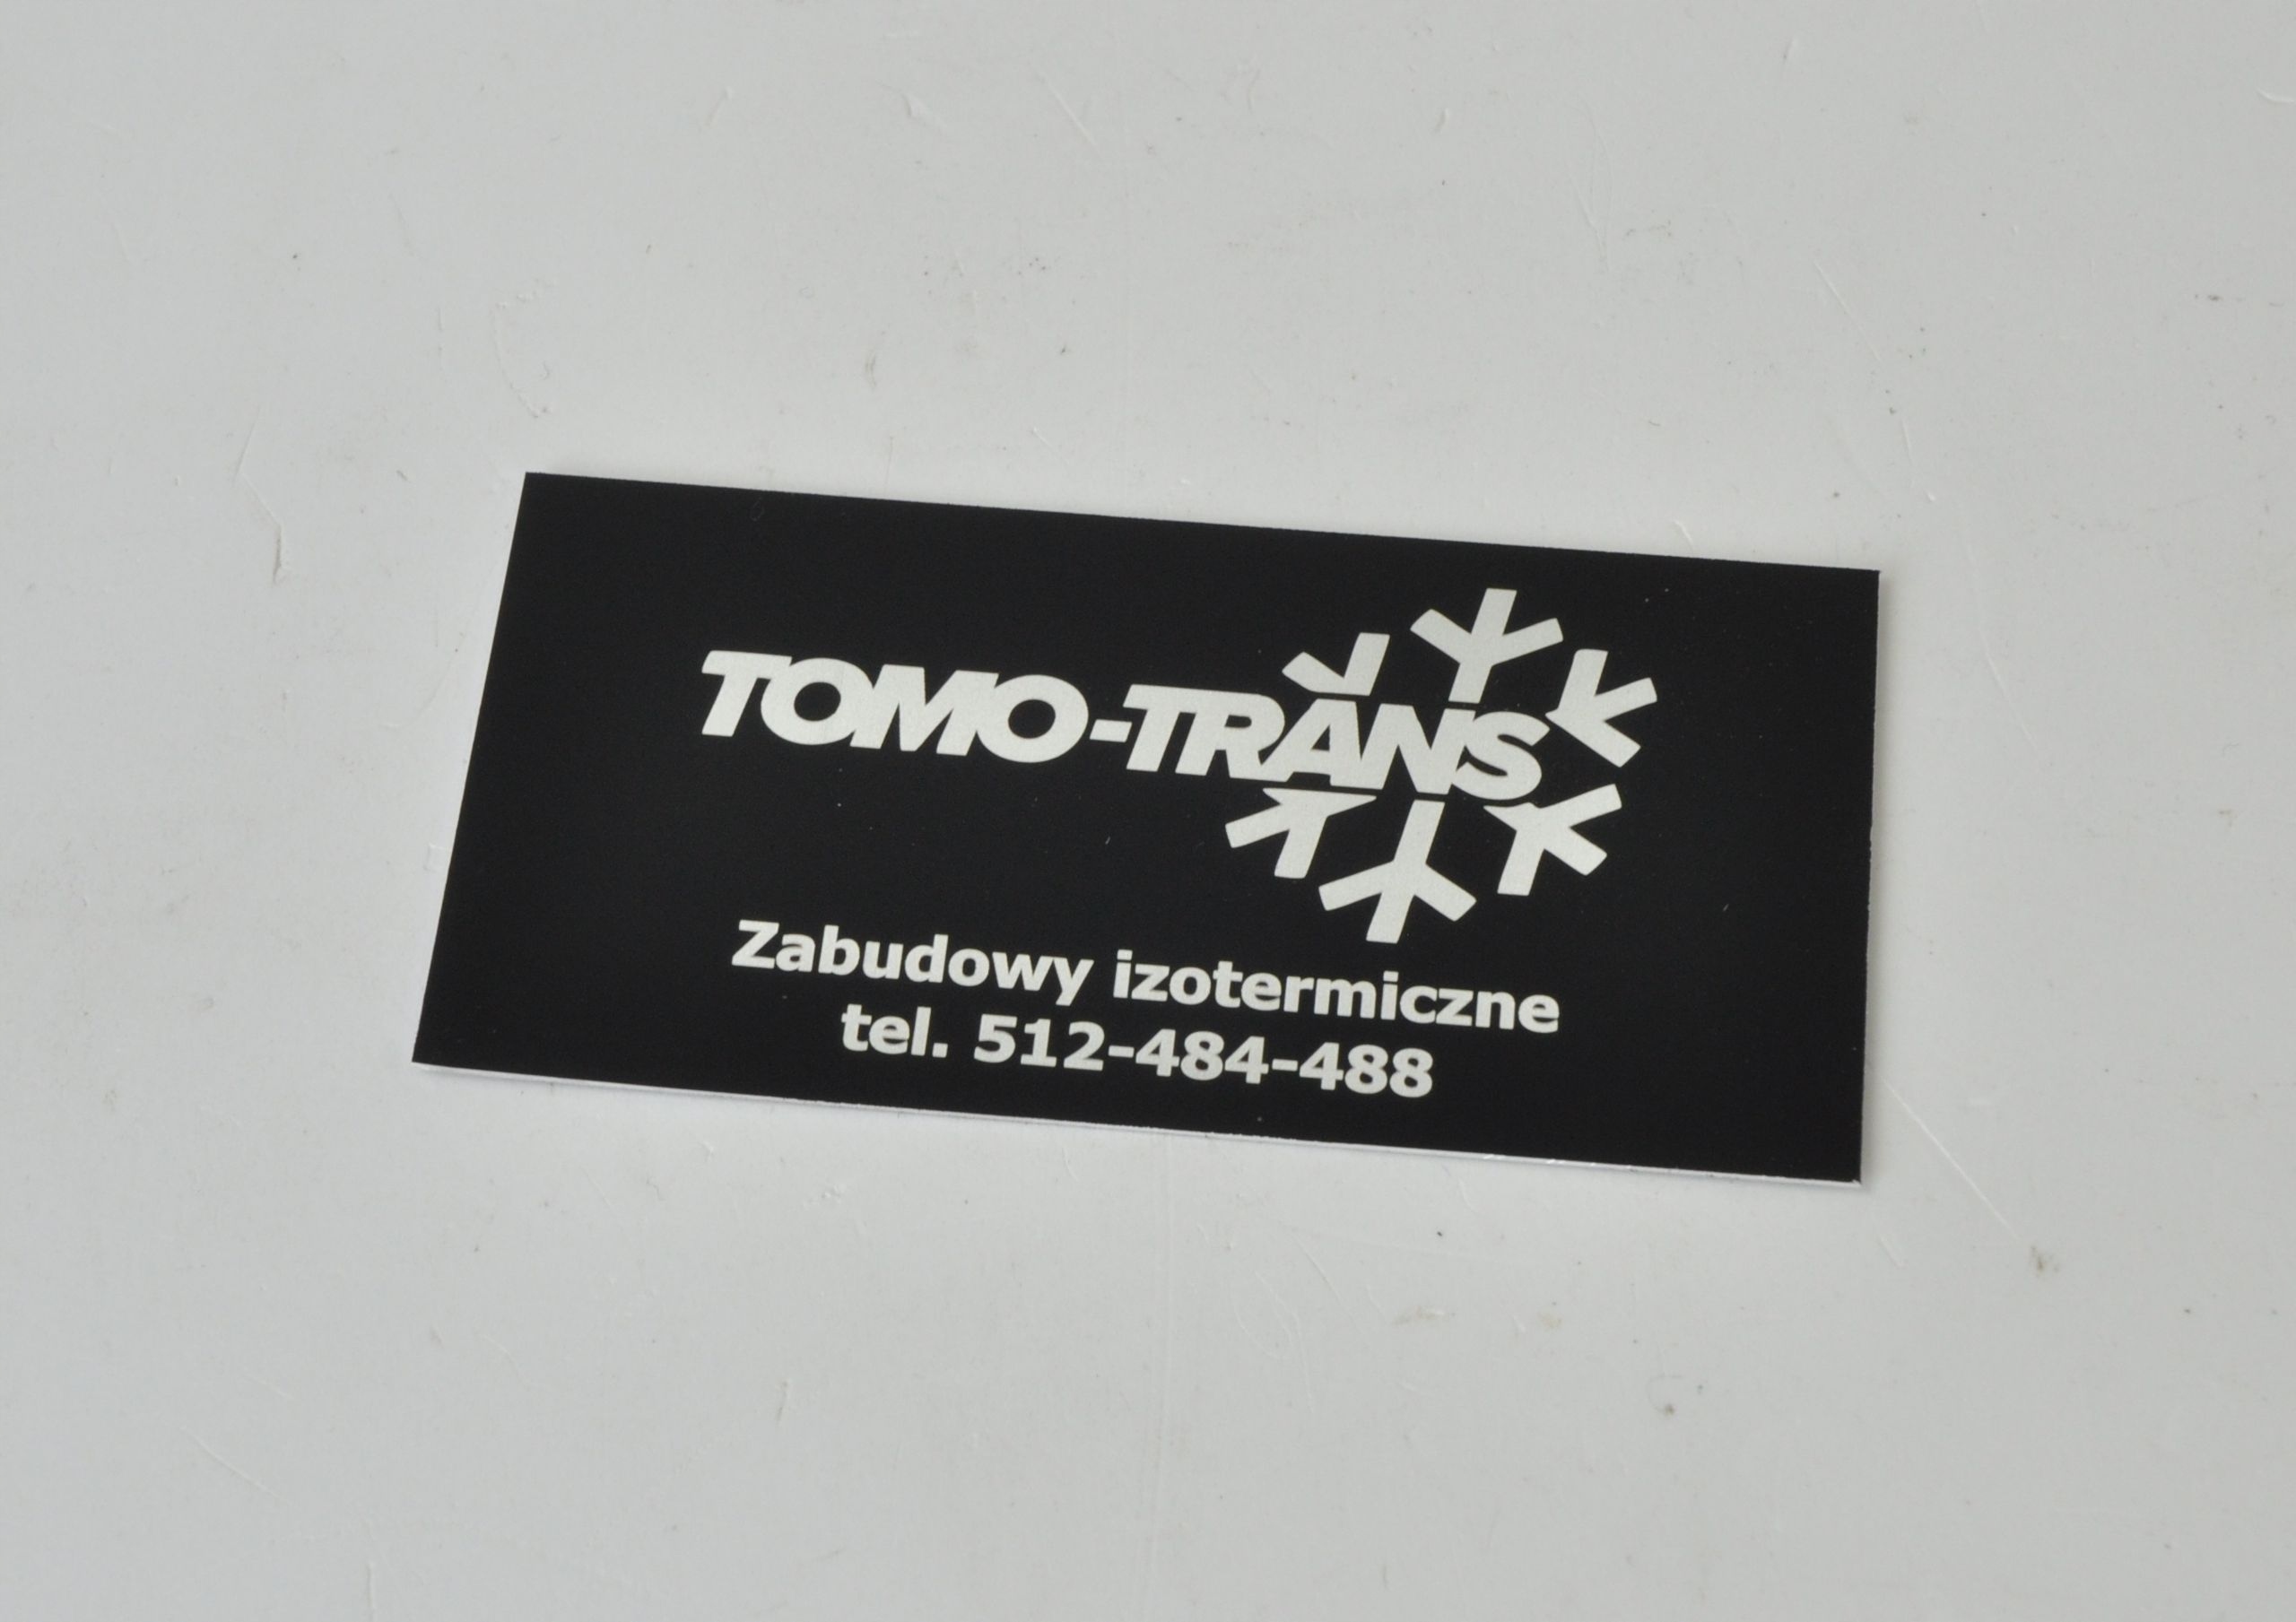 TOMO-TRANS
Zabudowy izotermiczne
tel. 512-484-488